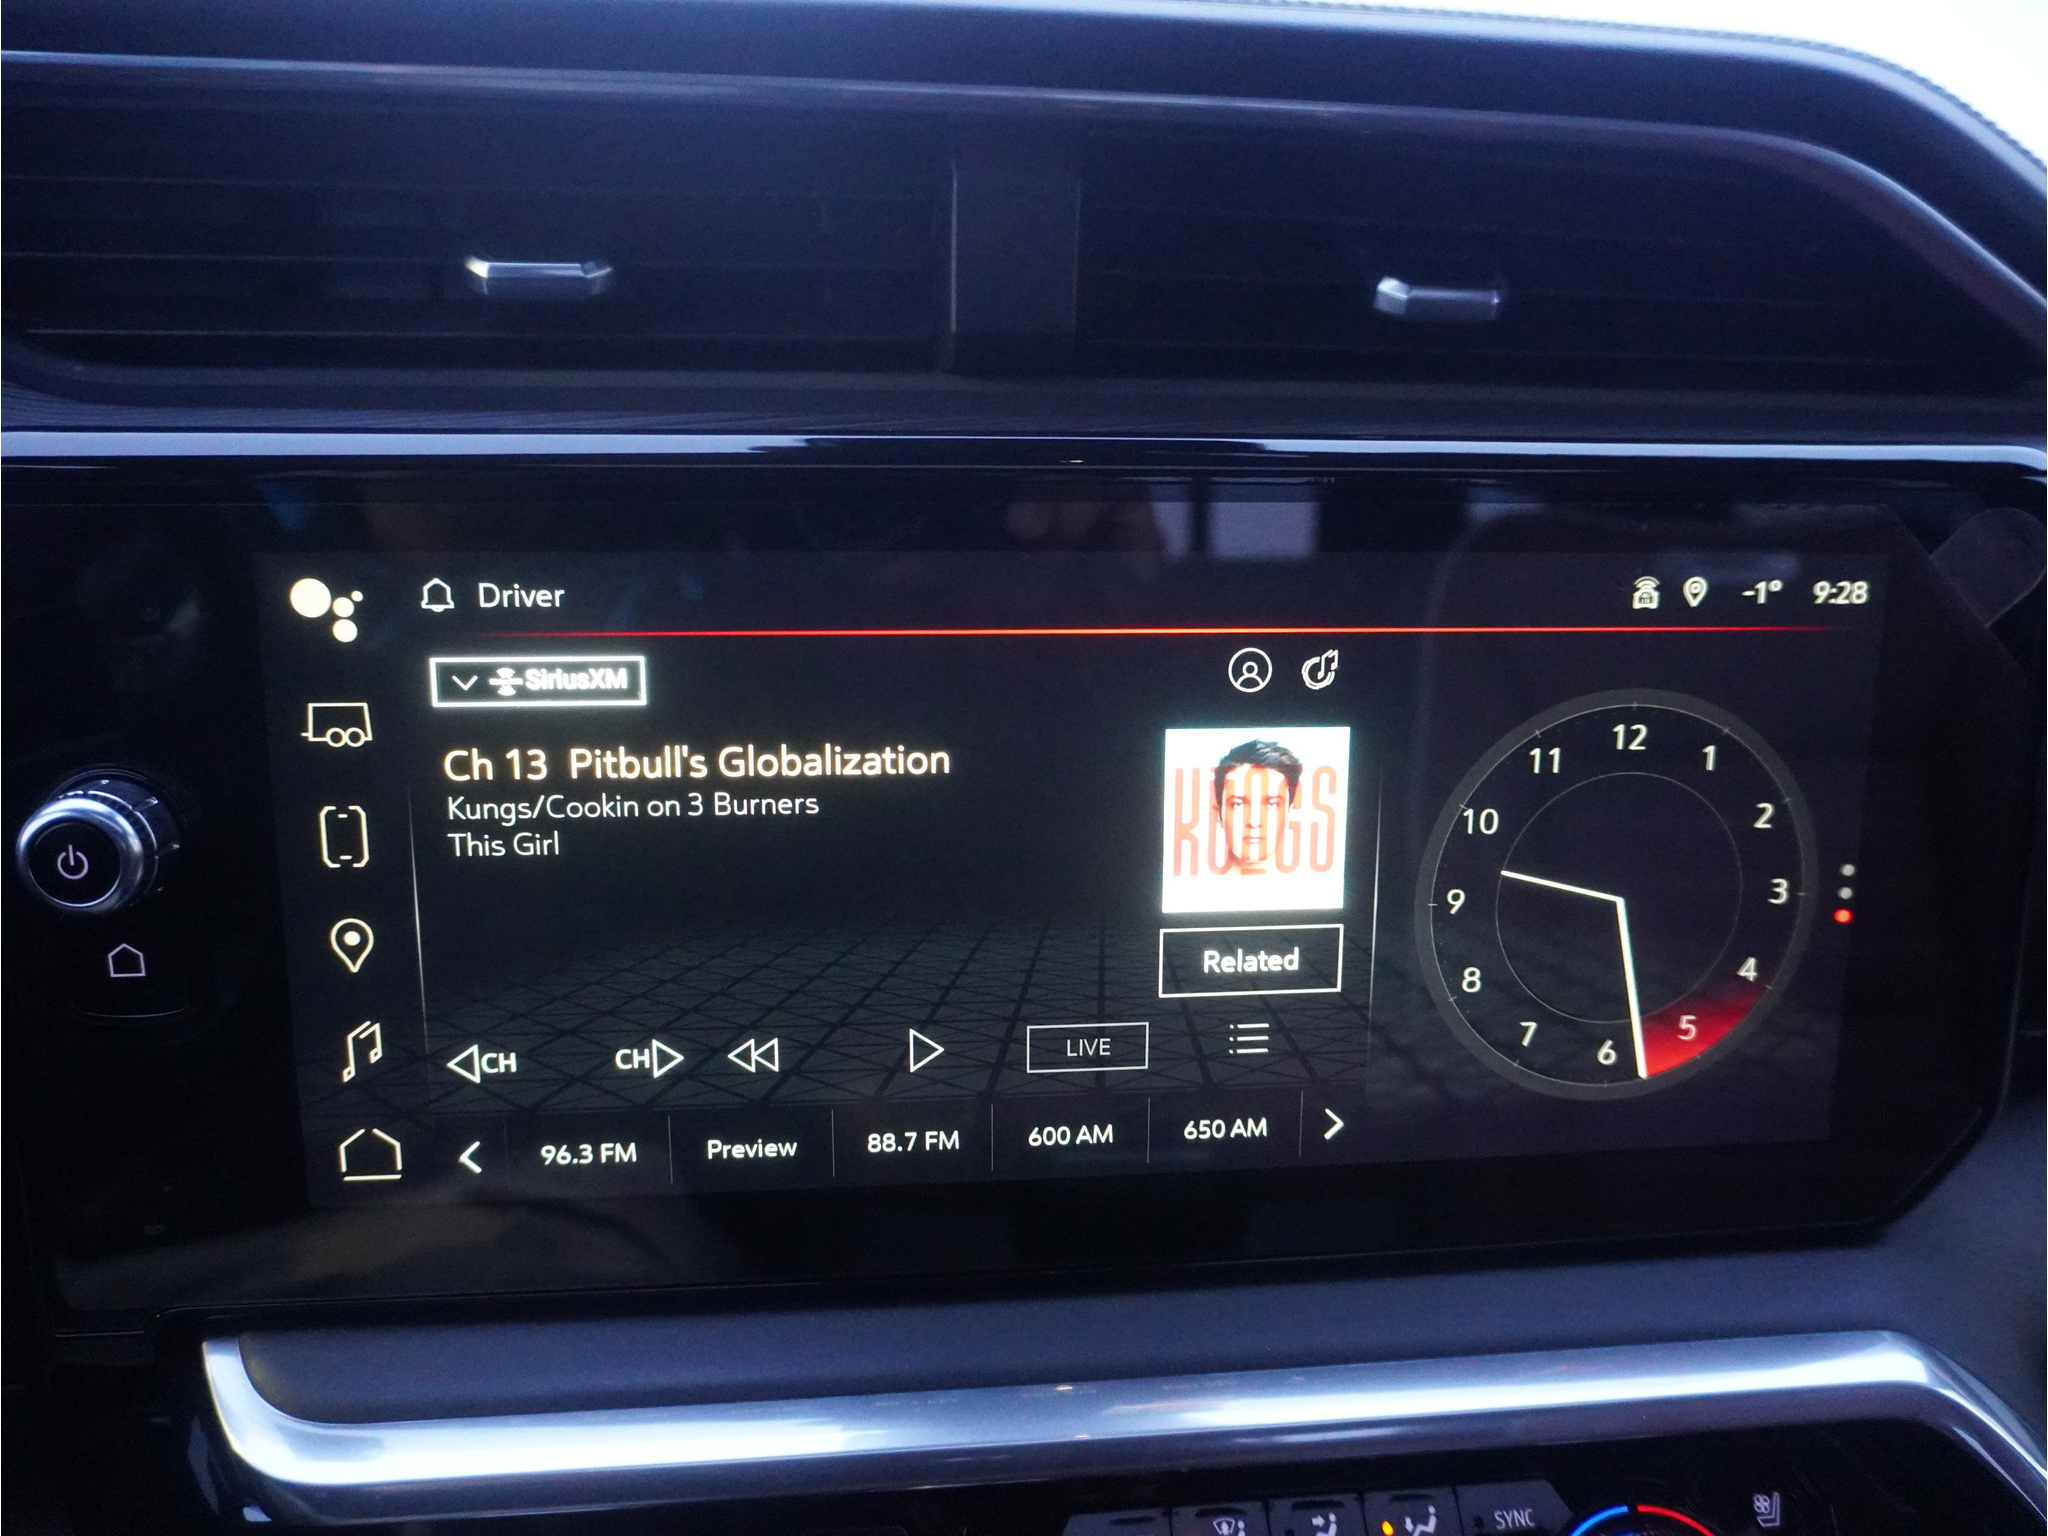 Driver
-1° 9:28
SiriusXM
Ch 13 Pitbull's Globalization
Kungs/Cookin on 3 Burners
This Girl
KUNGS
Related
CH
CH
LIVE
96.3 FM
Preview
88.7 FM
600 AM
650 AM
12
1
2
3
4
5
6
7
8
9
10
11
SYNC